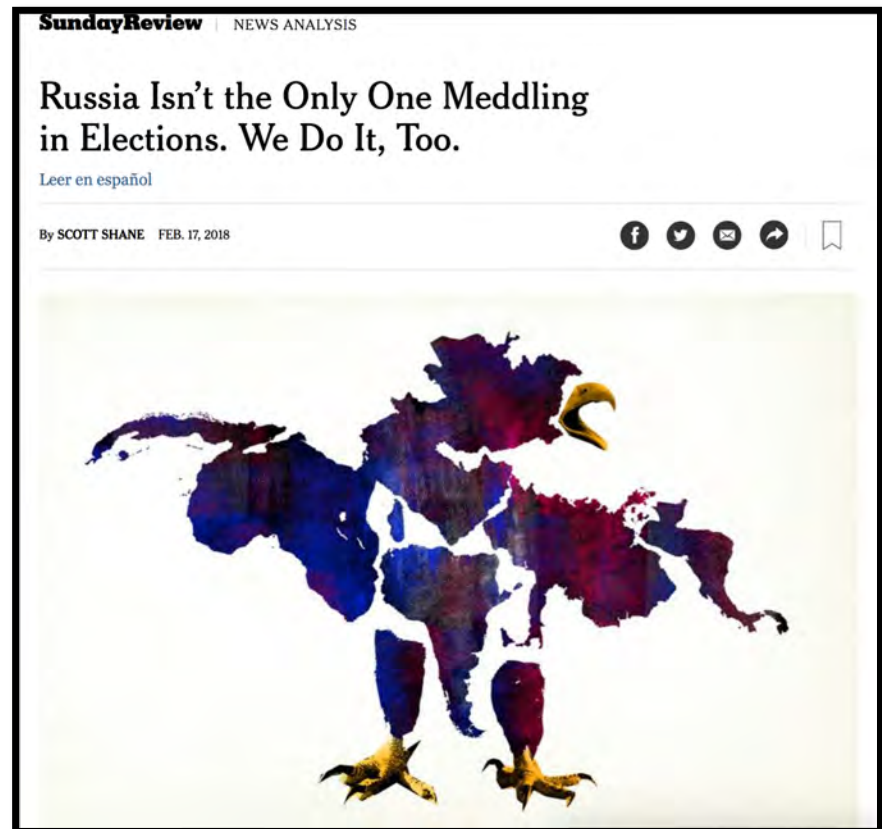 SundayReview | NEWS ANALYSIS
Russia Isn’t the Only One Meddling
in Elections. We Do It, Too.
Leer en español
By SCOTT SHANE FEB. 17, 2018